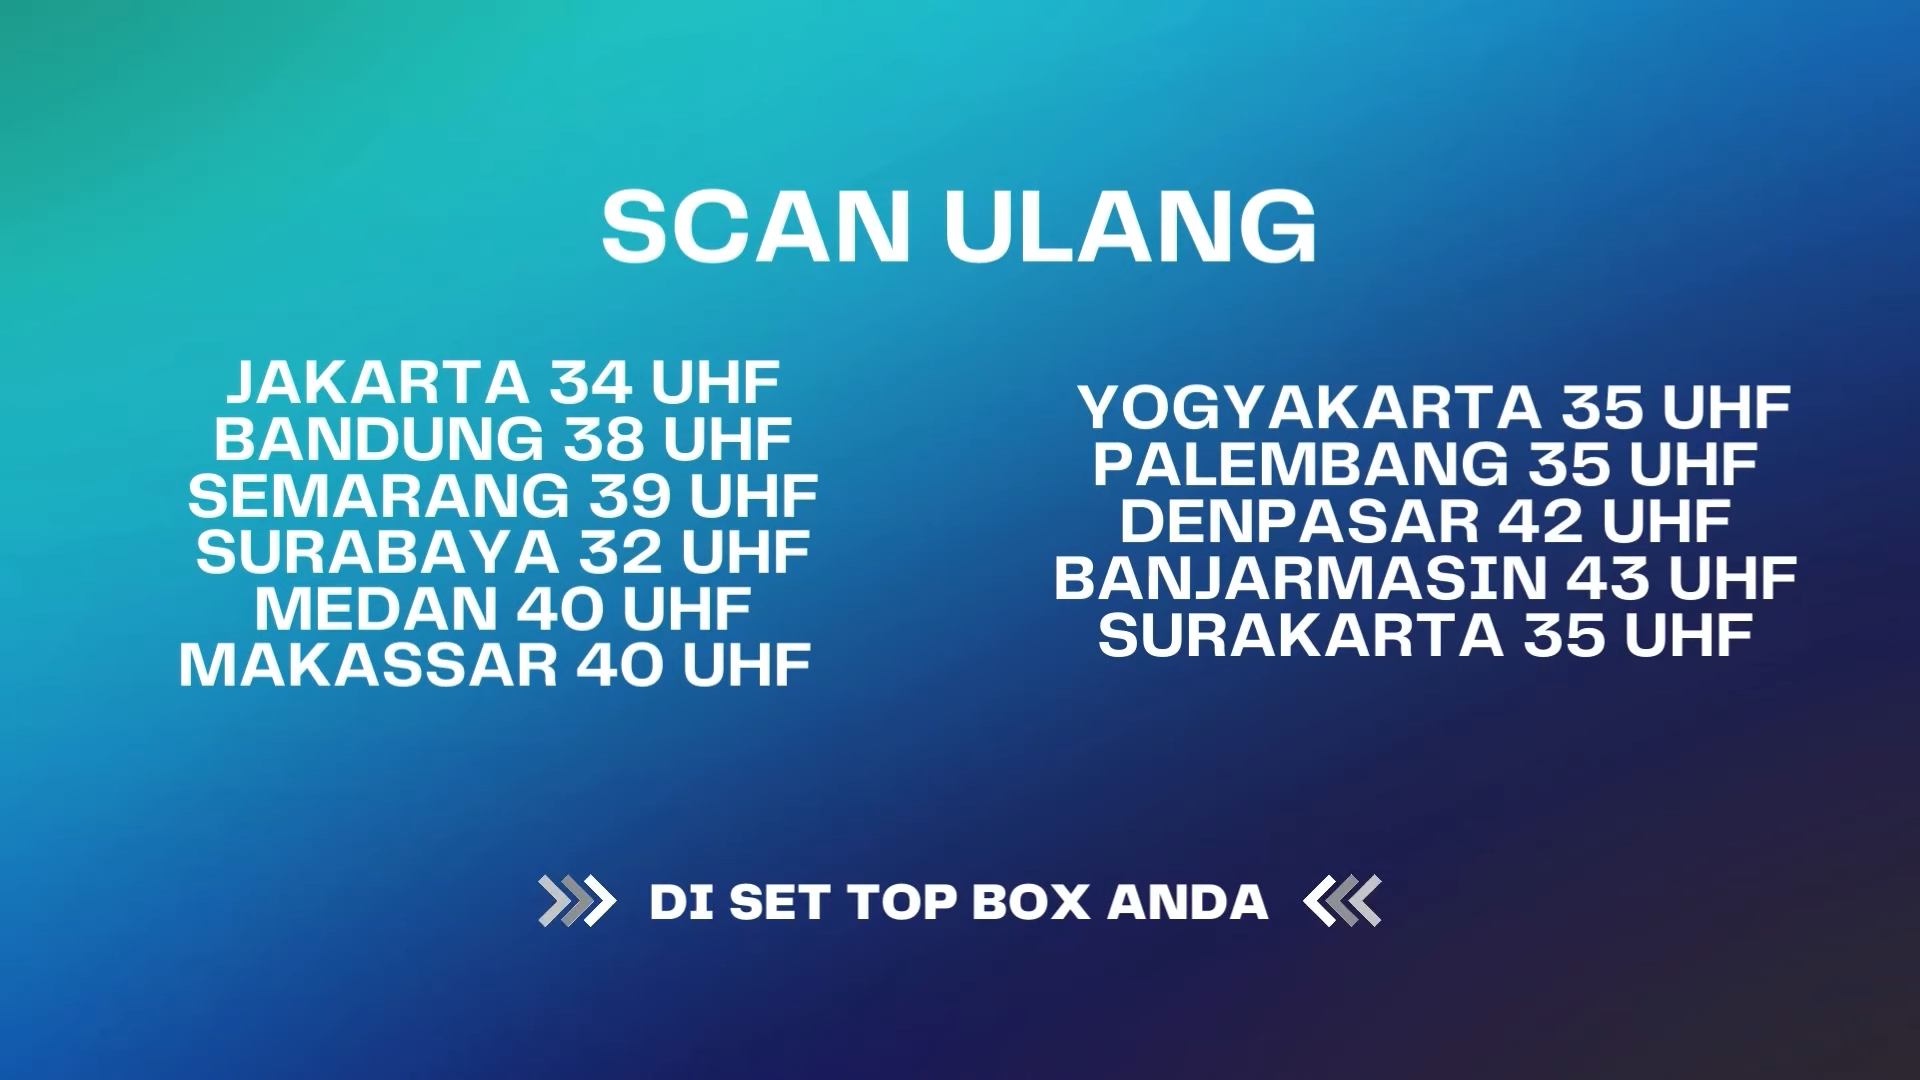 SCAN ULANG
JAKARTA 34 UHF
BANDUNG 38 UHF
SEMARANG 39 UHF
SURABAYA 32 UHF
MEDAN 40 UHF
MAKASSAR 40 UHF
YOGYAKARTA 35 UHF
PALEMBANG 35 UHF
DENPASAR 42 UHF
BANJARMASIN 43 UHF
SURAKARTA 35 UHF
DI SET TOP BOX ANDA